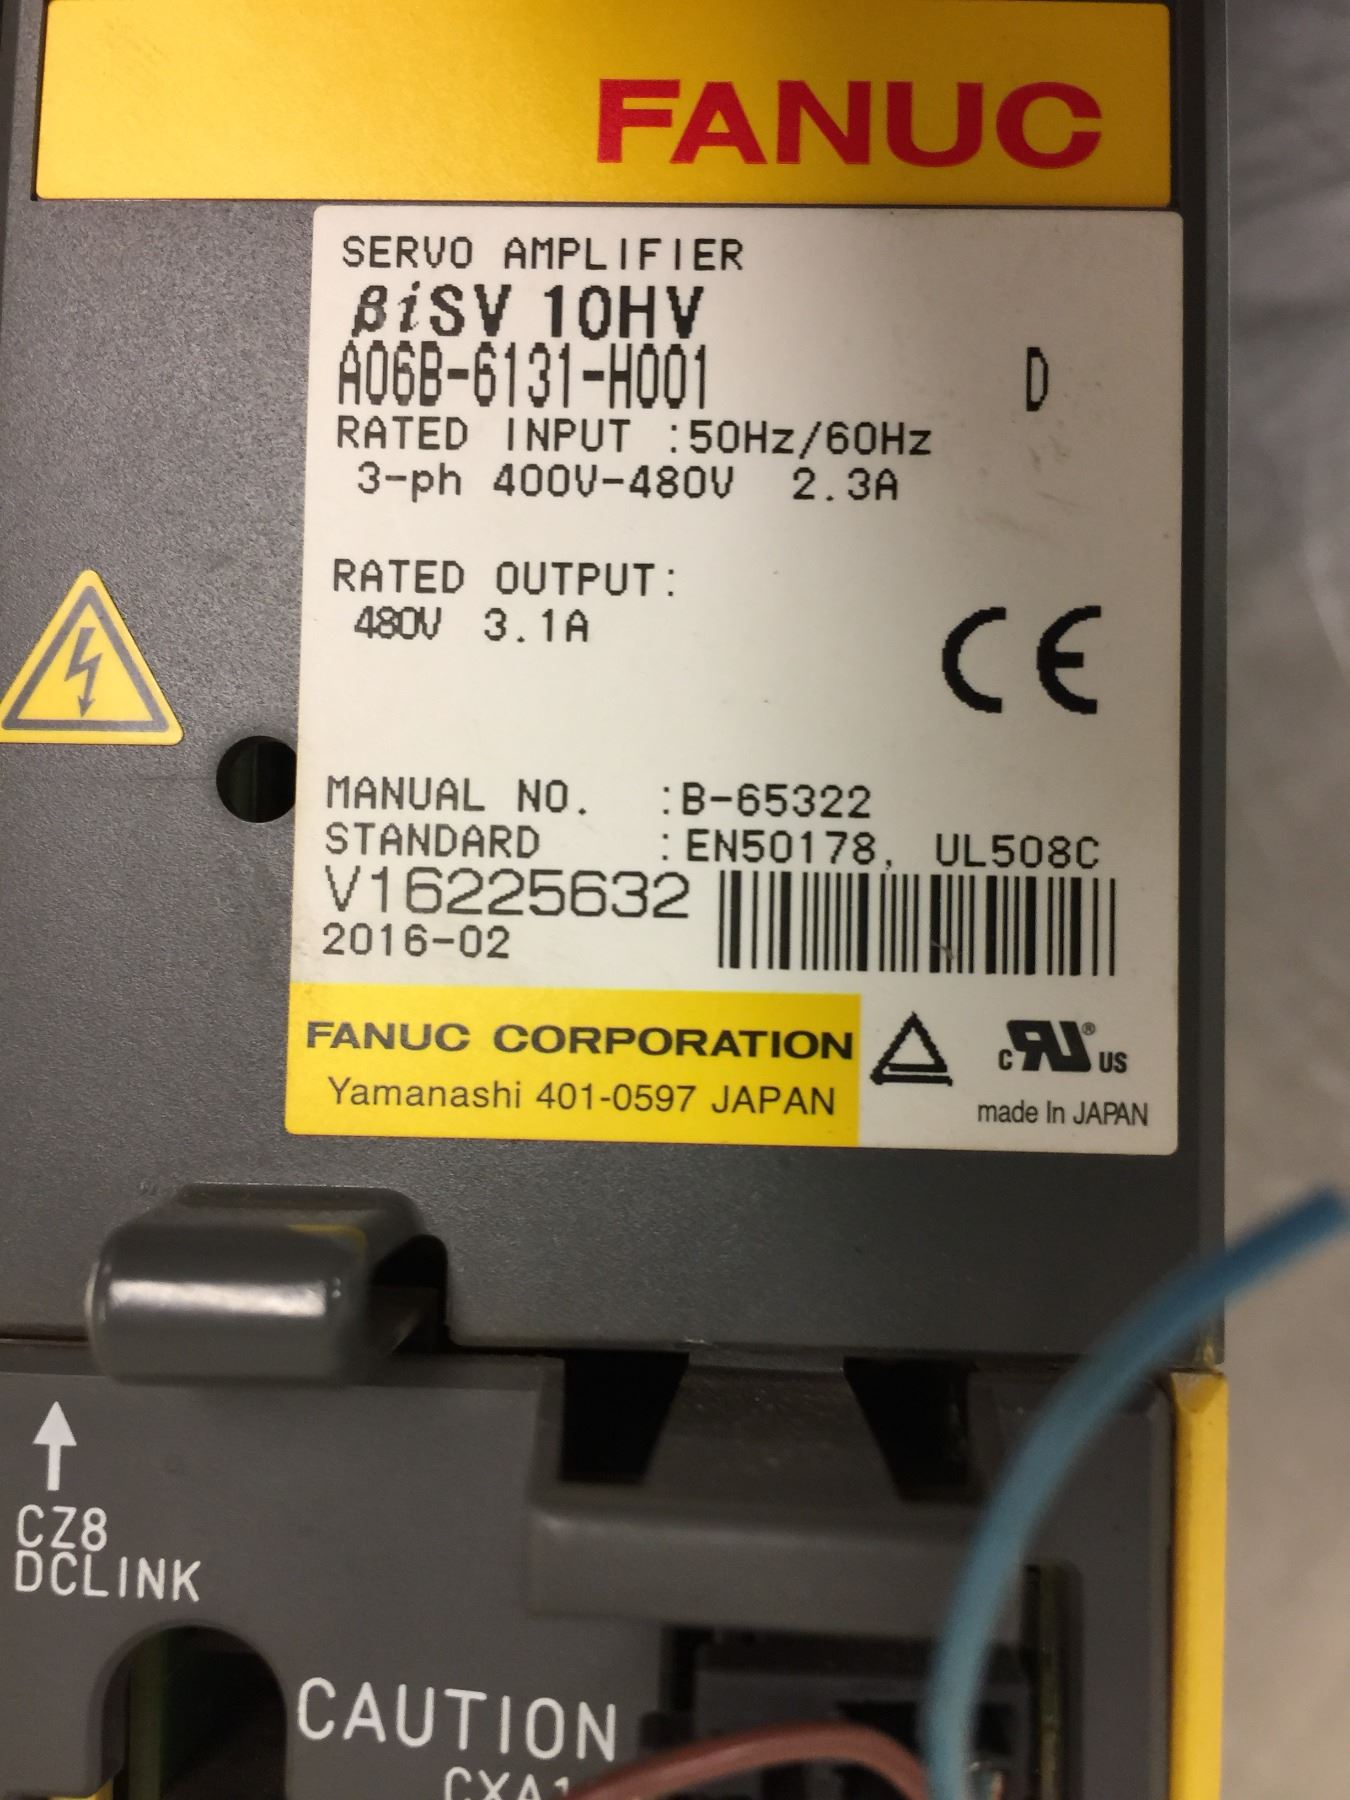 FANUC
SERVO AMPLIFIER
βiSV 10HV
A06B-6131-H001 D
RATED INPUT :50Hz/60Hz
3-ph 400V-480V 2.3A
RATED OUTPUT:
480V 3.1A
CE
MANUAL NO. :B-65322
STANDARD :EN50178, UL508C
V16225632
2016-02
FANUC CORPORATION
Yamanashi 401-0597 JAPAN
c RU ® US
made In JAPAN
CZ8
DCLINK
CAUTION